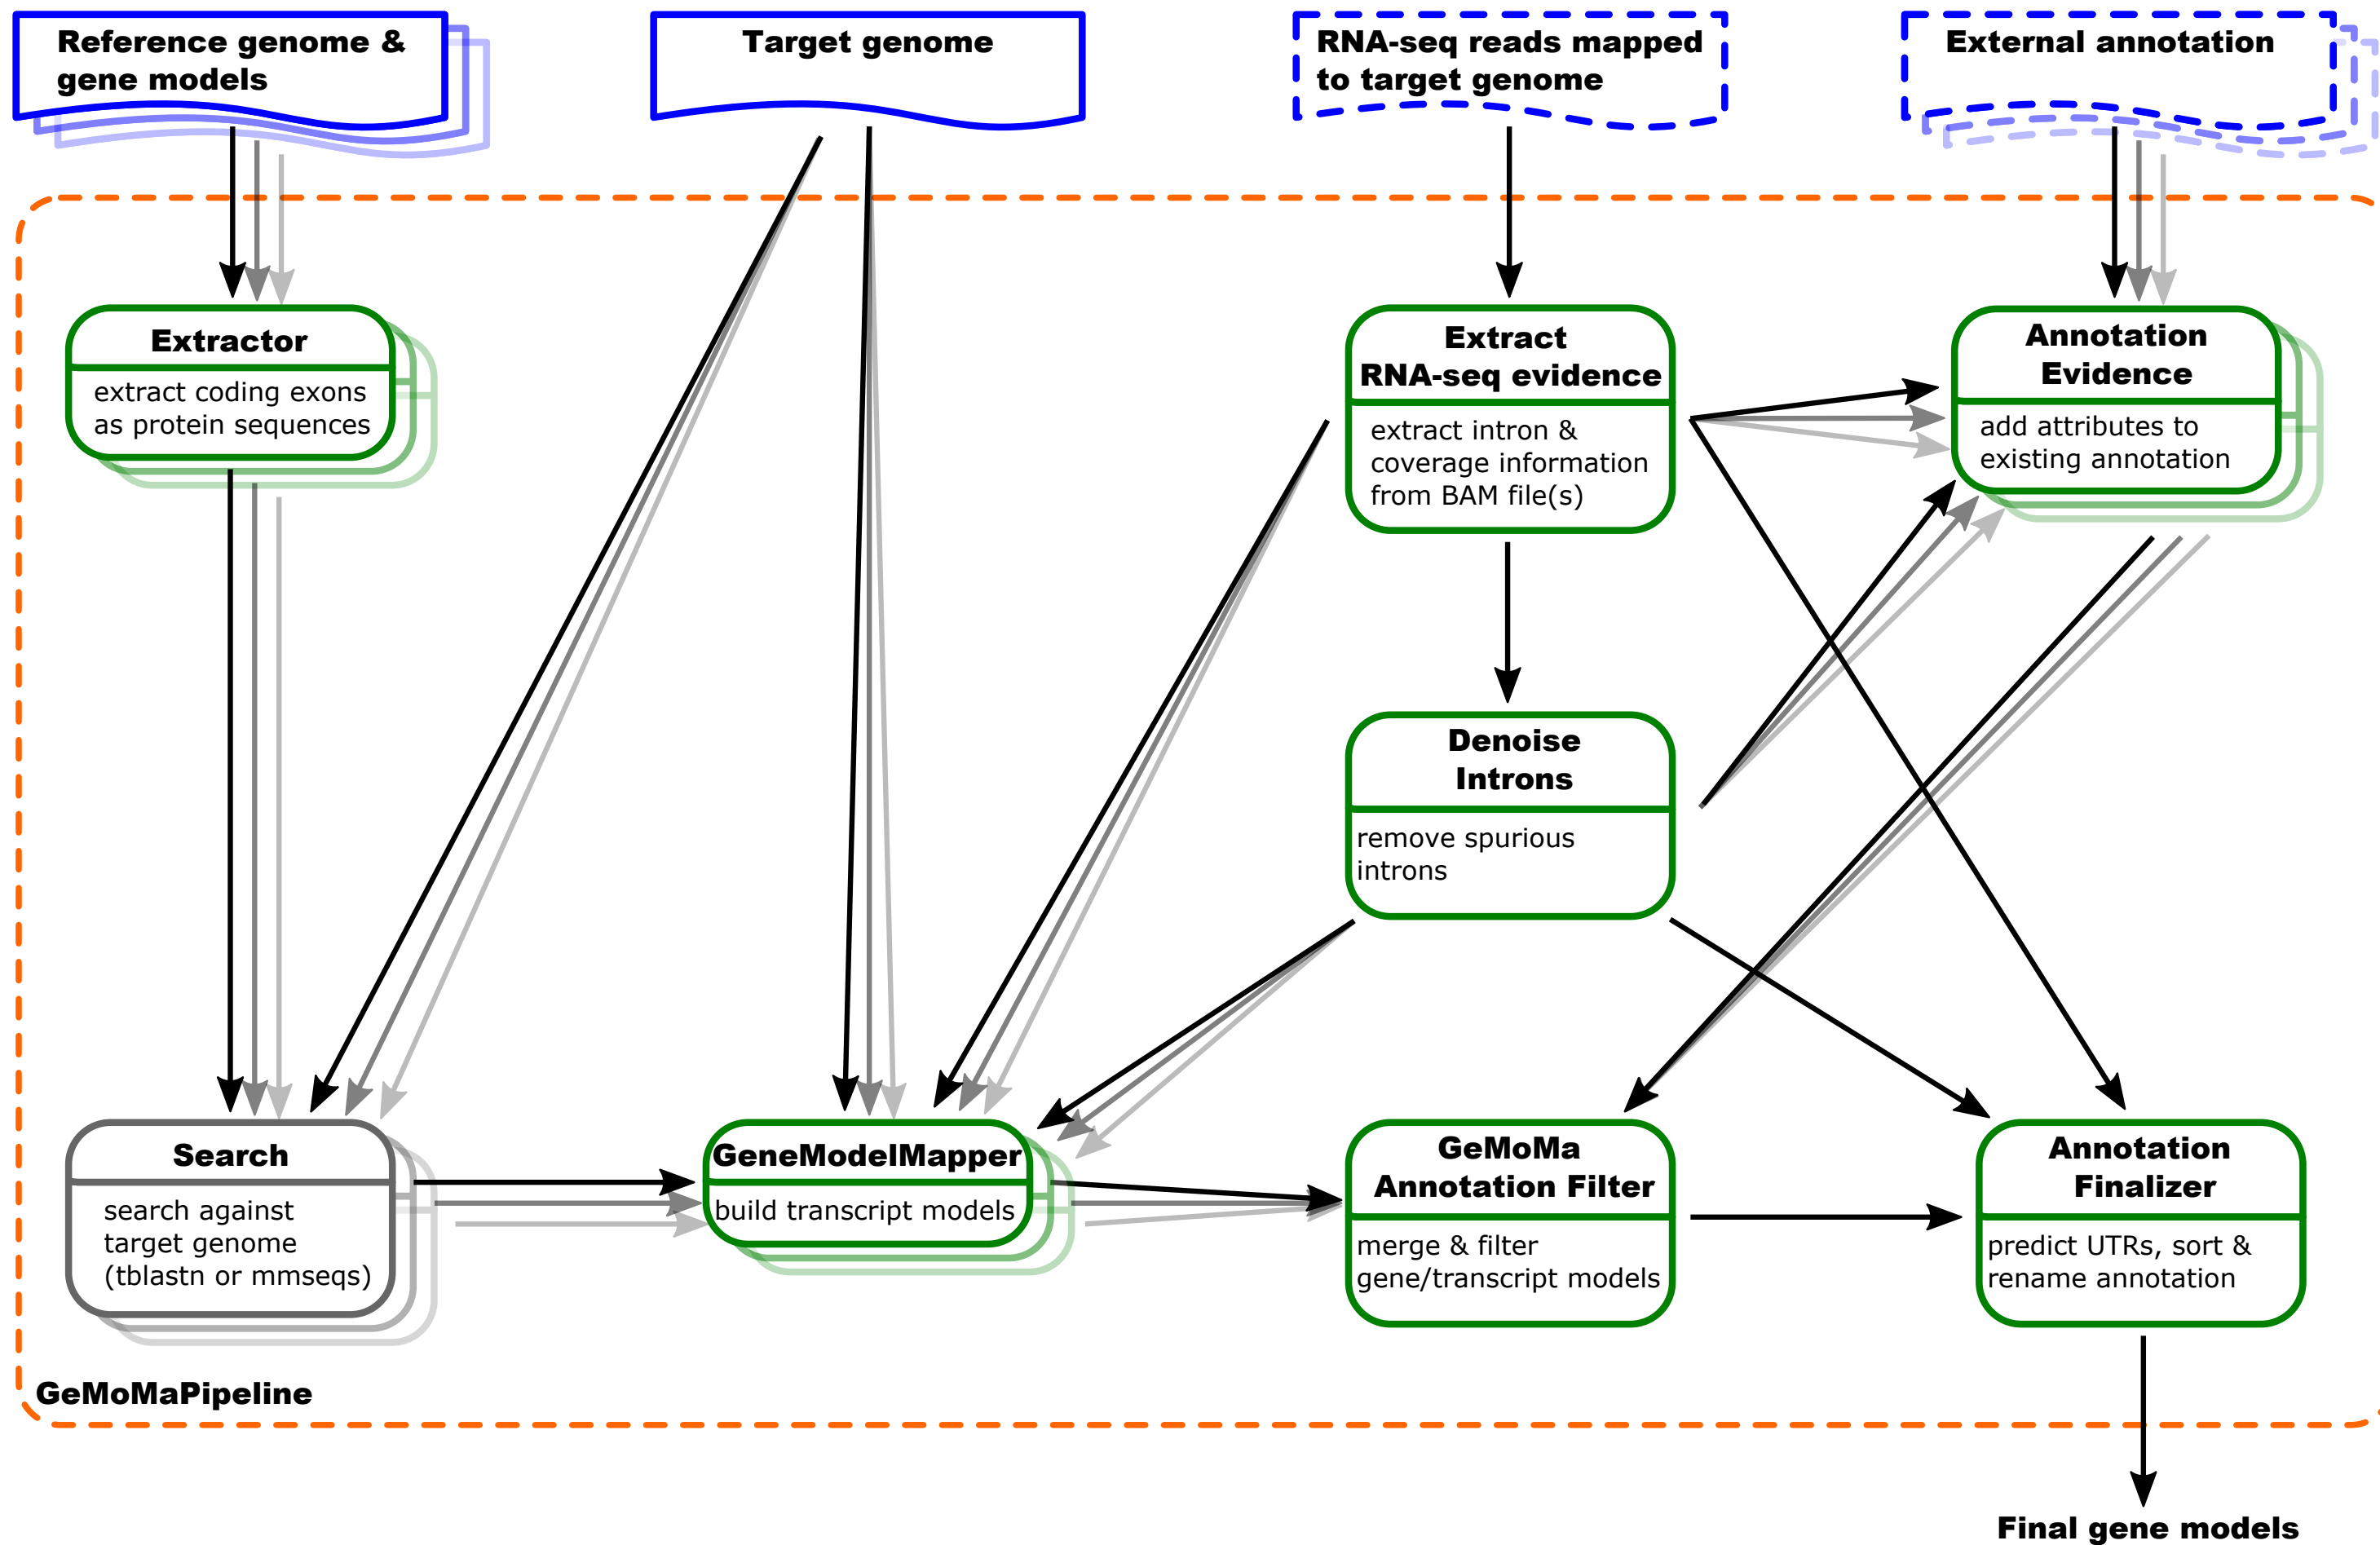 Reference genome &
gene models
Target genome
RNA-seq reads mapped
to target genome
External annotation
Extractor
extract coding exons
as protein sequences
Extract
RNA-seq evidence
extract intron &
coverage information
from BAM file(s)
Annotation
Evidence
add attributes to
existing annotation
Denoise
Introns
remove spurious
introns
Search
search against
target genome
(tblastn or mmseqs)
GeneModelMapper
build transcript models
GeMoMa
Annotation Filter
merge & filter
gene/transcript models
Annotation
Finalizer
predict UTRs, sort &
rename annotation
GeMoMaPipeline
Final gene models